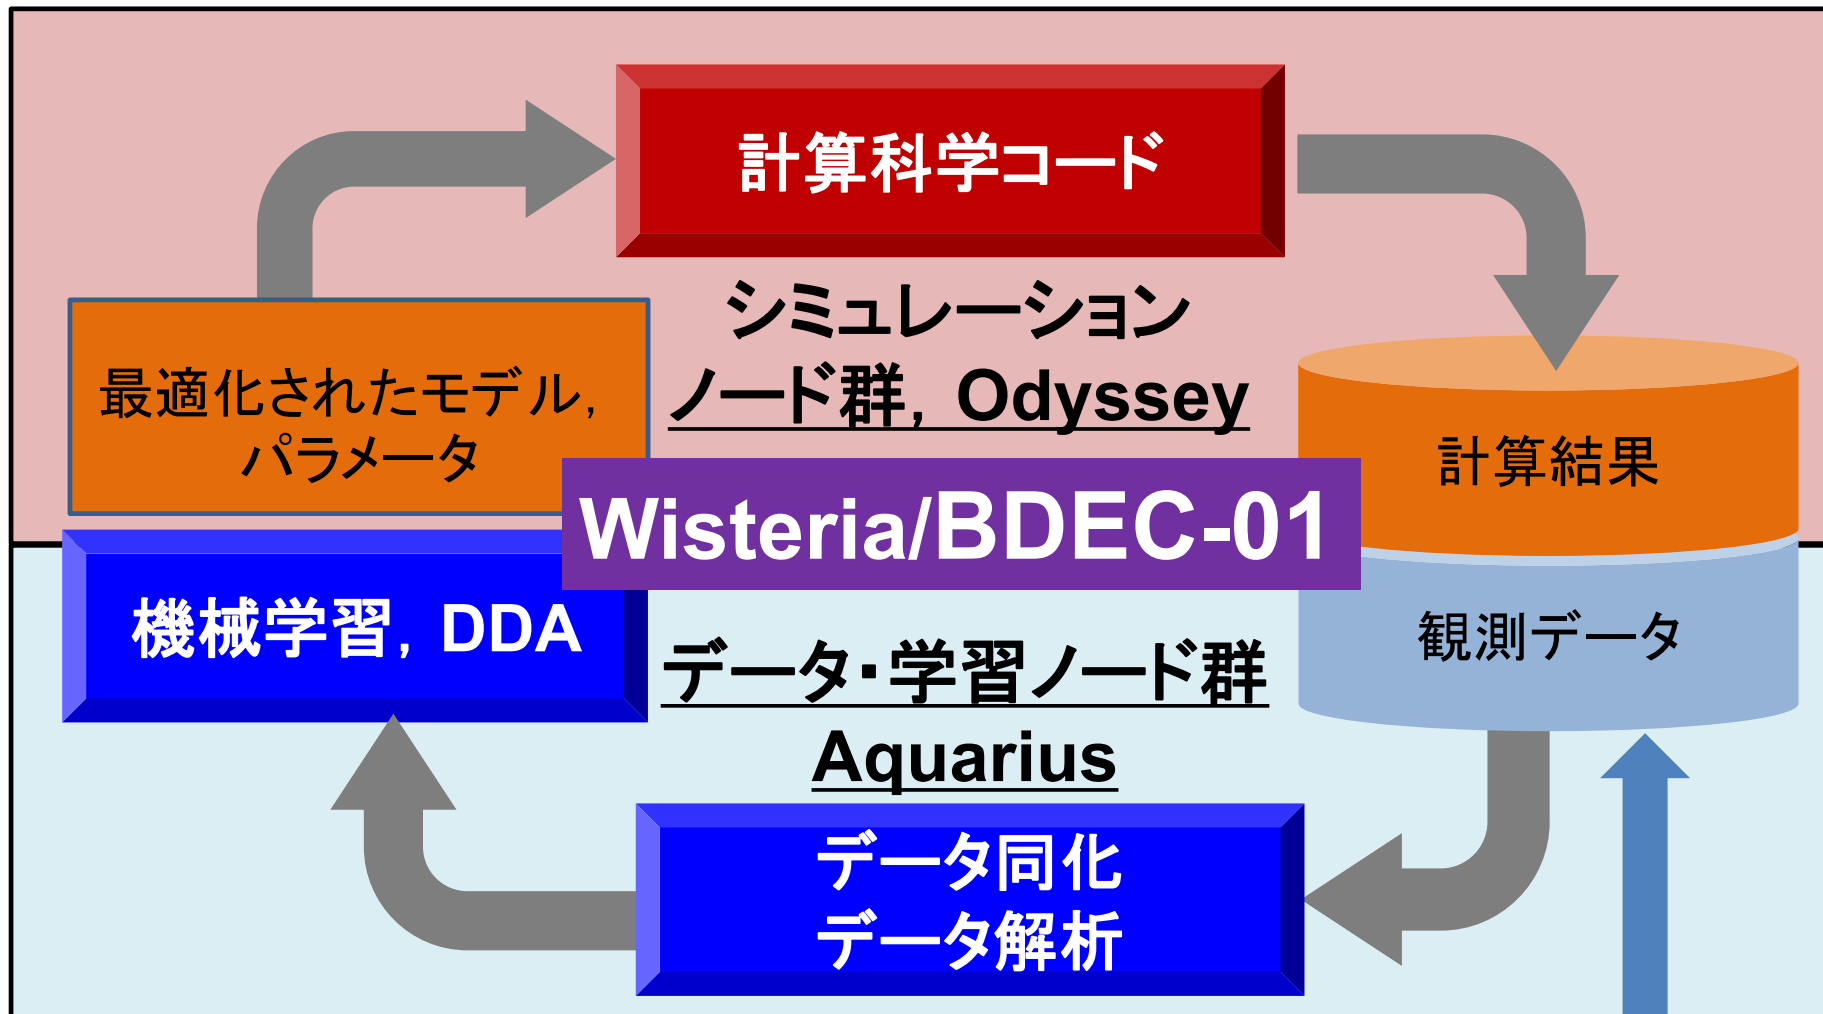 計算科学コード
シミュレーション
ノード群, Odyssey
最適化されたモデル,
パラメータ
計算結果
Wisteria/BDEC-01
機械学習, DDA
観測データ
データ・学習ノード群
Aquarius
データ同化
データ解析